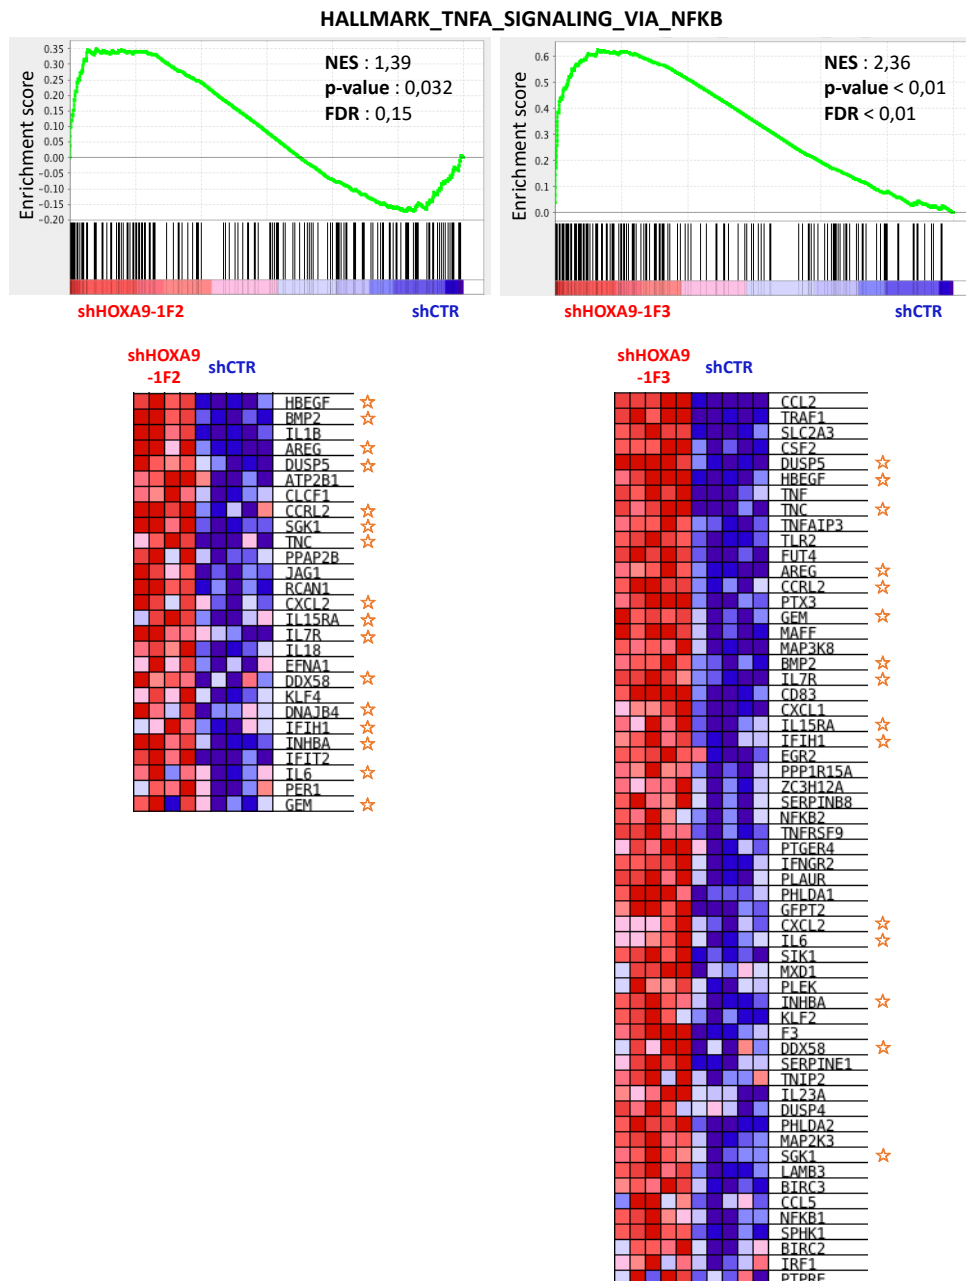 HALLMARK_TNFA_SIGNALING_VIA_NFKB
Enrichment score
0.35
0.30
0.25
0.20
0.15
0.10
0.05
0.00
-0.05
-0.10
-0.15
-0.20
NES : 1,39
p-value : 0,032
FDR : 0,15
shHOXA9-1F2
shCTR
Enrichment score
0.6
0.5
0.4
0.3
0.2
0.1
0.0
NES : 2,36
p-value < 0,01
FDR < 0,01
shHOXA9-1F3
shCTR
shHOXA9
-1F2
shCTR
HBEGF
BMP2
IL1B
AREG
DUSP5
ATP2B1
CLCF1
CCRL2
SGK1
TNC
PPAP2B
JAG1
RCAN1
CXCL2
IL15RA
IL7R
IL18
EFNA1
DDX58
KLF4
DNAJB4
IFIH1
INHBA
IFIT2
IL6
PER1
GEM
shHOXA9
-1F3
shCTR
CCL2
TRAF1
SLC2A3
CSF2
DUSP5
HBEGF
TNF
TNC
TNFAIP3
TLR2
FUT4
AREG
CCRL2
PTX3
GEM
MAFF
MAP3K8
BMP2
IL7R
CD83
CXCL1
IL15RA
IFIH1
EGR2
PPP1R15A
ZC3H12A
SERPINB8
NFKB2
TNFRSF9
PTGER4
IFNGR2
PLAUR
PHLDA1
GFPT2
CXCL2
IL6
SIK1
MXD1
PLEK
INHBA
KLF2
F3
DDX58
SERPINE1
TNIP2
IL23A
DUSP4
PHLDA2
MAP2K3
SGK1
LAMB3
BIRC3
CCL5
NFKB1
SPHK1
BIRC2
IRF1
PTPRE